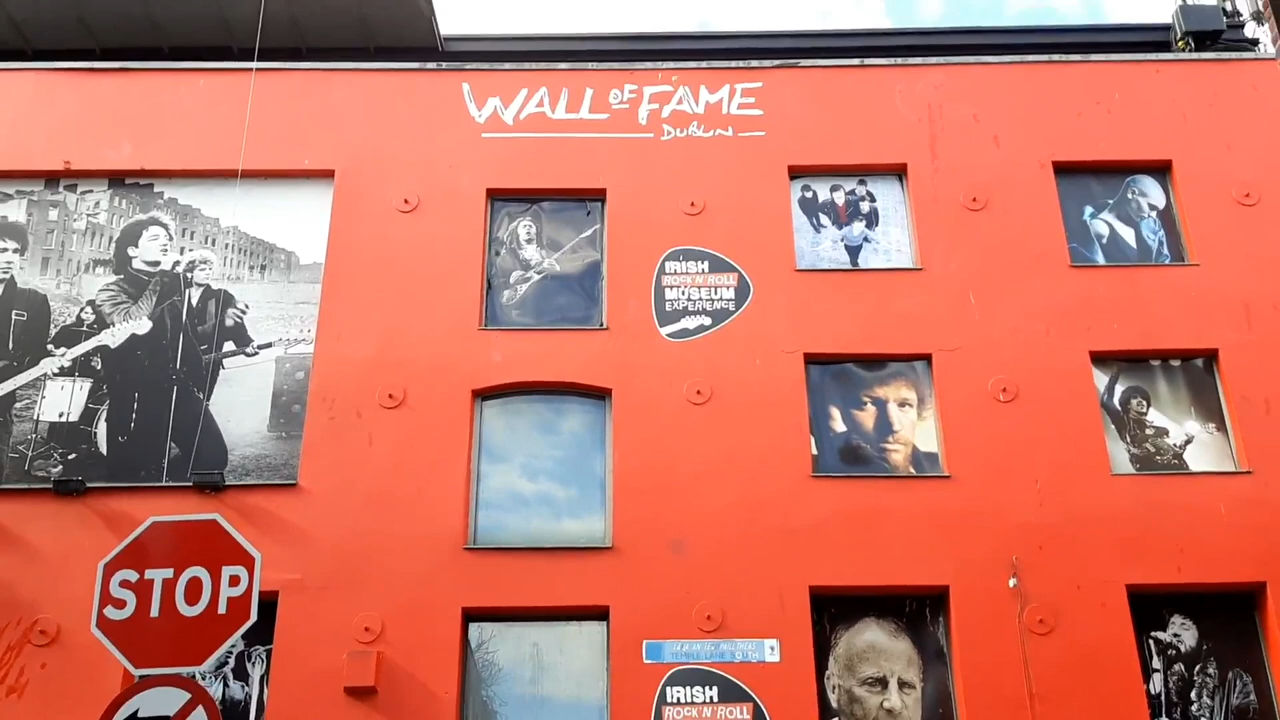 WALL OF FAME
DUBLIN
IRISH
ROCK'N'ROLL
MUSEUM
EXPERIENCE
STOP
TEMPLE LANE SOUTH
IRISH
ROCK'N'ROLL